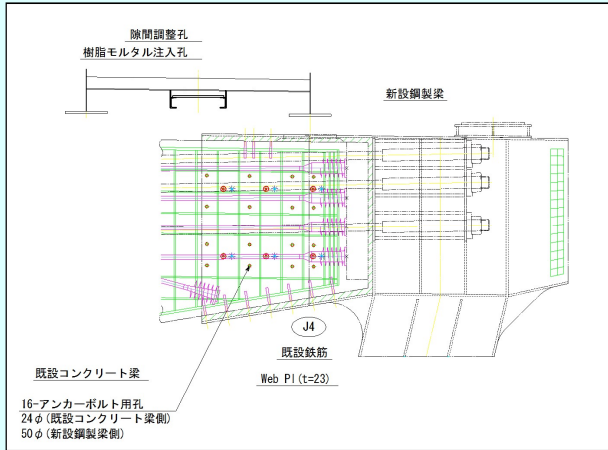 隙間調整孔
樹脂モルタル注入孔
新設鋼製梁
J4
既設鉄筋
既設コンクリート梁
Web Pl(t=23)
16-アンカーボルト用孔
24φ(既設コンクリート梁側)
50φ(新設鋼製梁側)